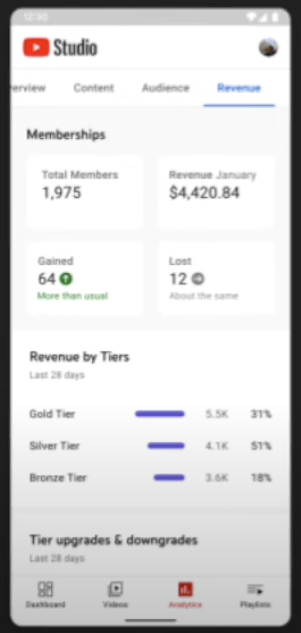 12:30
Studio
erview Content Audience Revenue
Memberships
Total Members
1,975
Revenue January
$4,420.84
Gained
64
More than usual
Lost
12
About the same
Revenue by Tiers
Last 28 days
Gold Tier 5.5K 31%
Silver Tier 4.1K 51%
Bronze Tier 3.6K 18%
Tier upgrades & downgrades
Last 28 days
Dashboard Videos Analytics Playlists